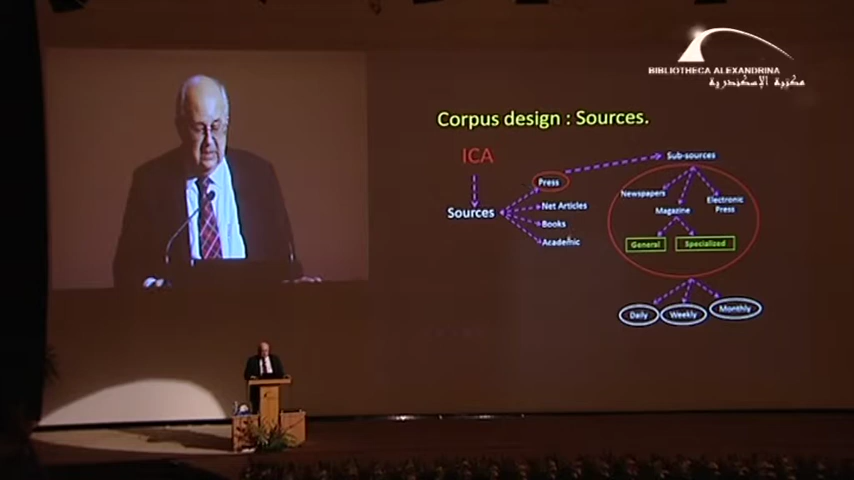 BIBLIOTHECA ALEXANDRINA
مكتبة الإسكندرية
Corpus design : Sources.
ICA
Sub-sources
Press
Newspapers
Electronic
Press
Net Articles
Sources
Magazine
Books
Academic
General
Specialized
Daily
Weekly
Monthly